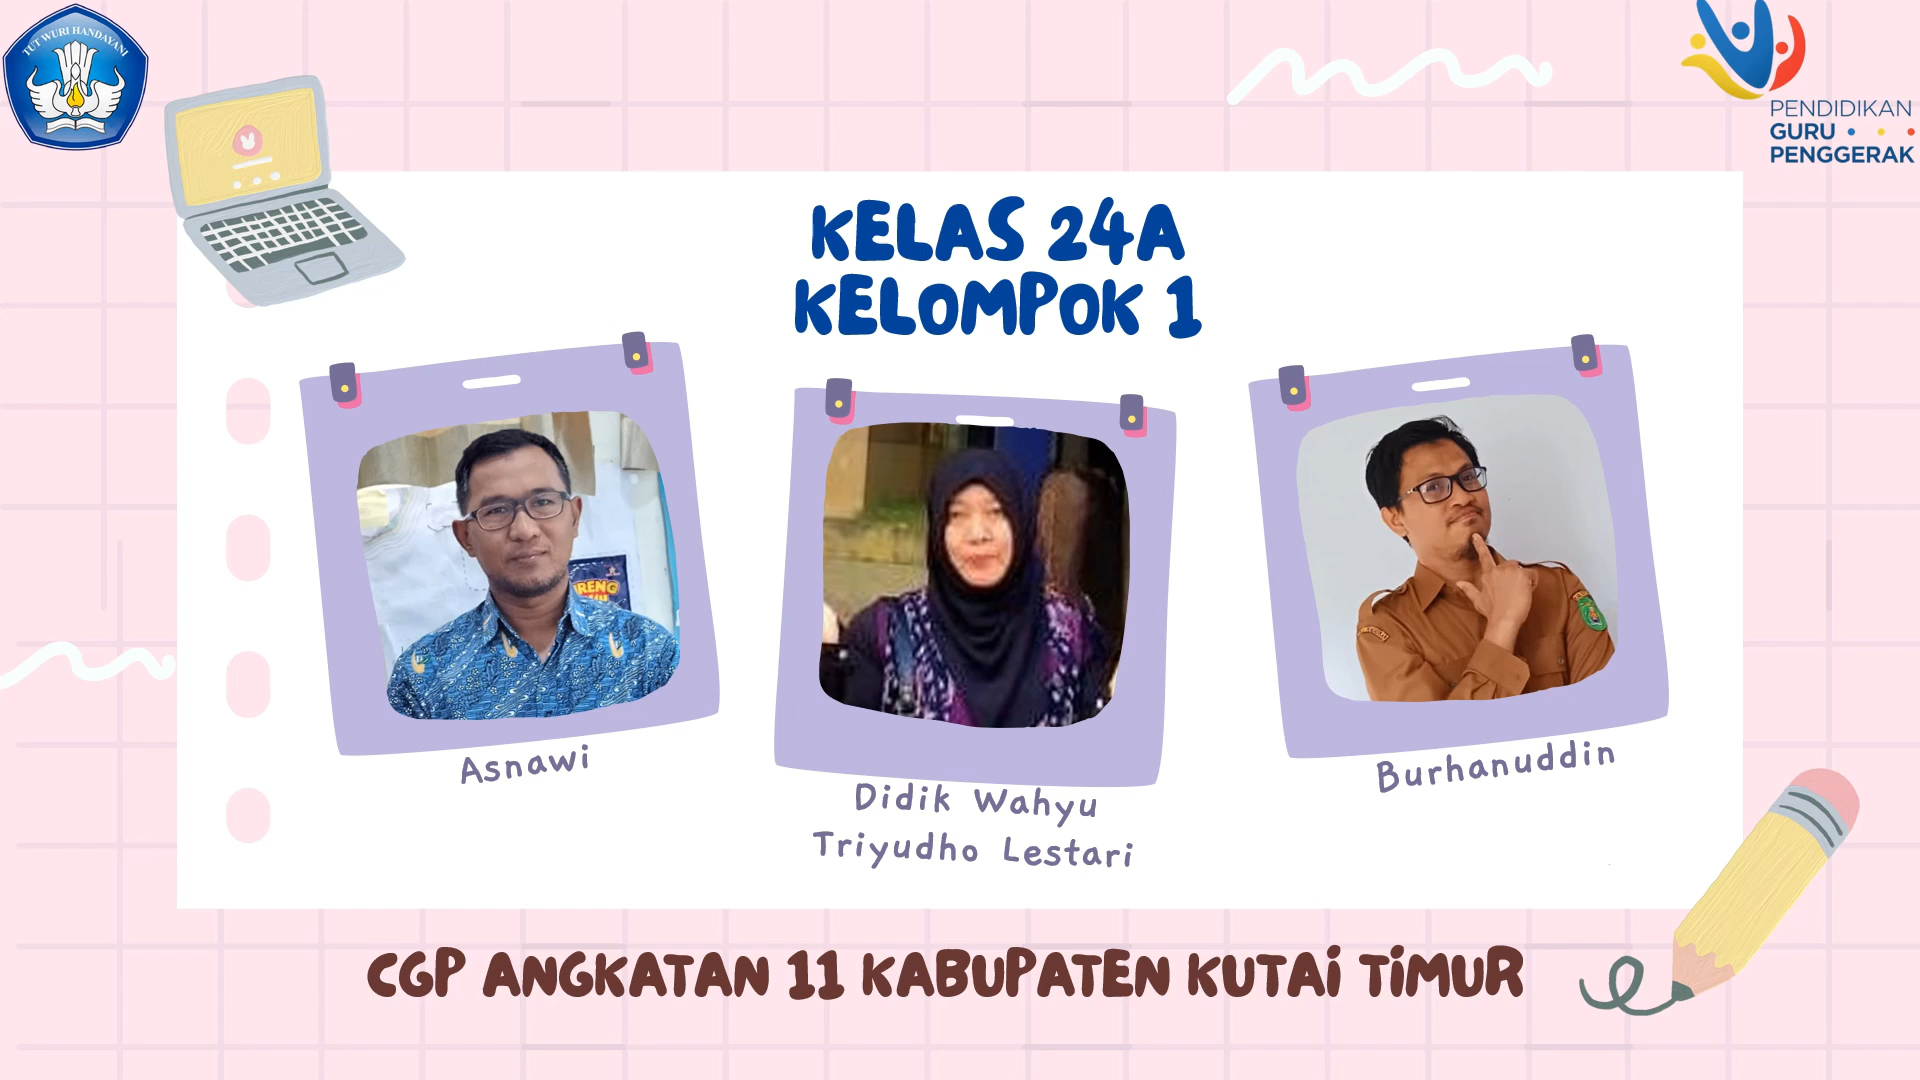 TUT WURI HANDAYANI
PENDIDIKAN
GURU
PENGGERAK
KELAS 24A
KELOMPOK 1
RENG
Asnawi
Didik Wahyu
Triyudho Lestari
Burhanuddin
CGP ANGKATAN 11 KABUPATEN KUTAI TIMUR